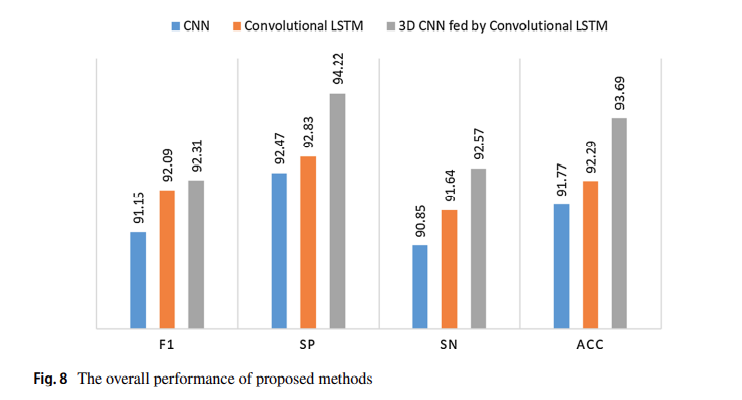 CNN Convolutional LSTM 3D CNN fed by Convolutional LSTM
91.15 92.09 92.31 92.47 92.83 94.22 90.85 91.64 92.57 91.77 92.29 93.69
F1 SP SN ACC
Fig. 8 The overall performance of proposed methods